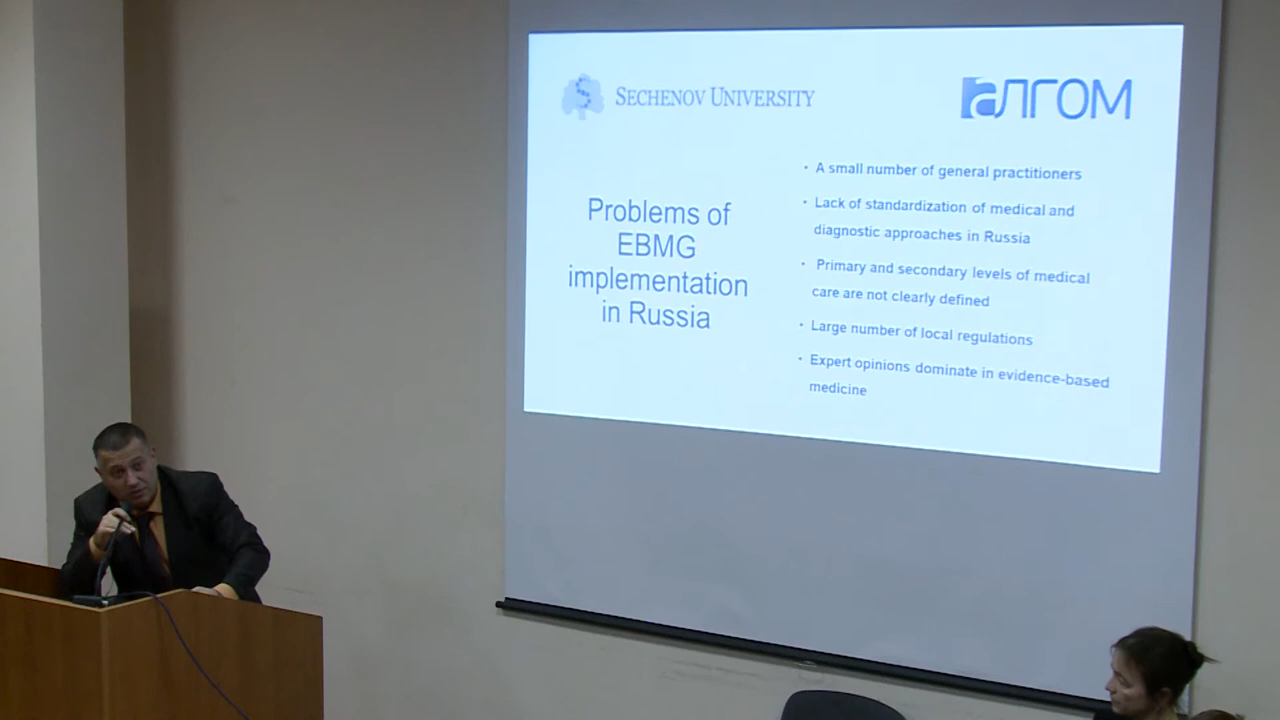 SECHENOV UNIVERSITY
алгом
Problems of
EBMG
implementation
in Russia
• A small number of general practitioners
• Lack of standardization of medical and
diagnostic approaches in Russia
• Primary and secondary levels of medical
care are not clearly defined
• Large number of local regulations
• Expert opinions dominate in evidence-based
medicine